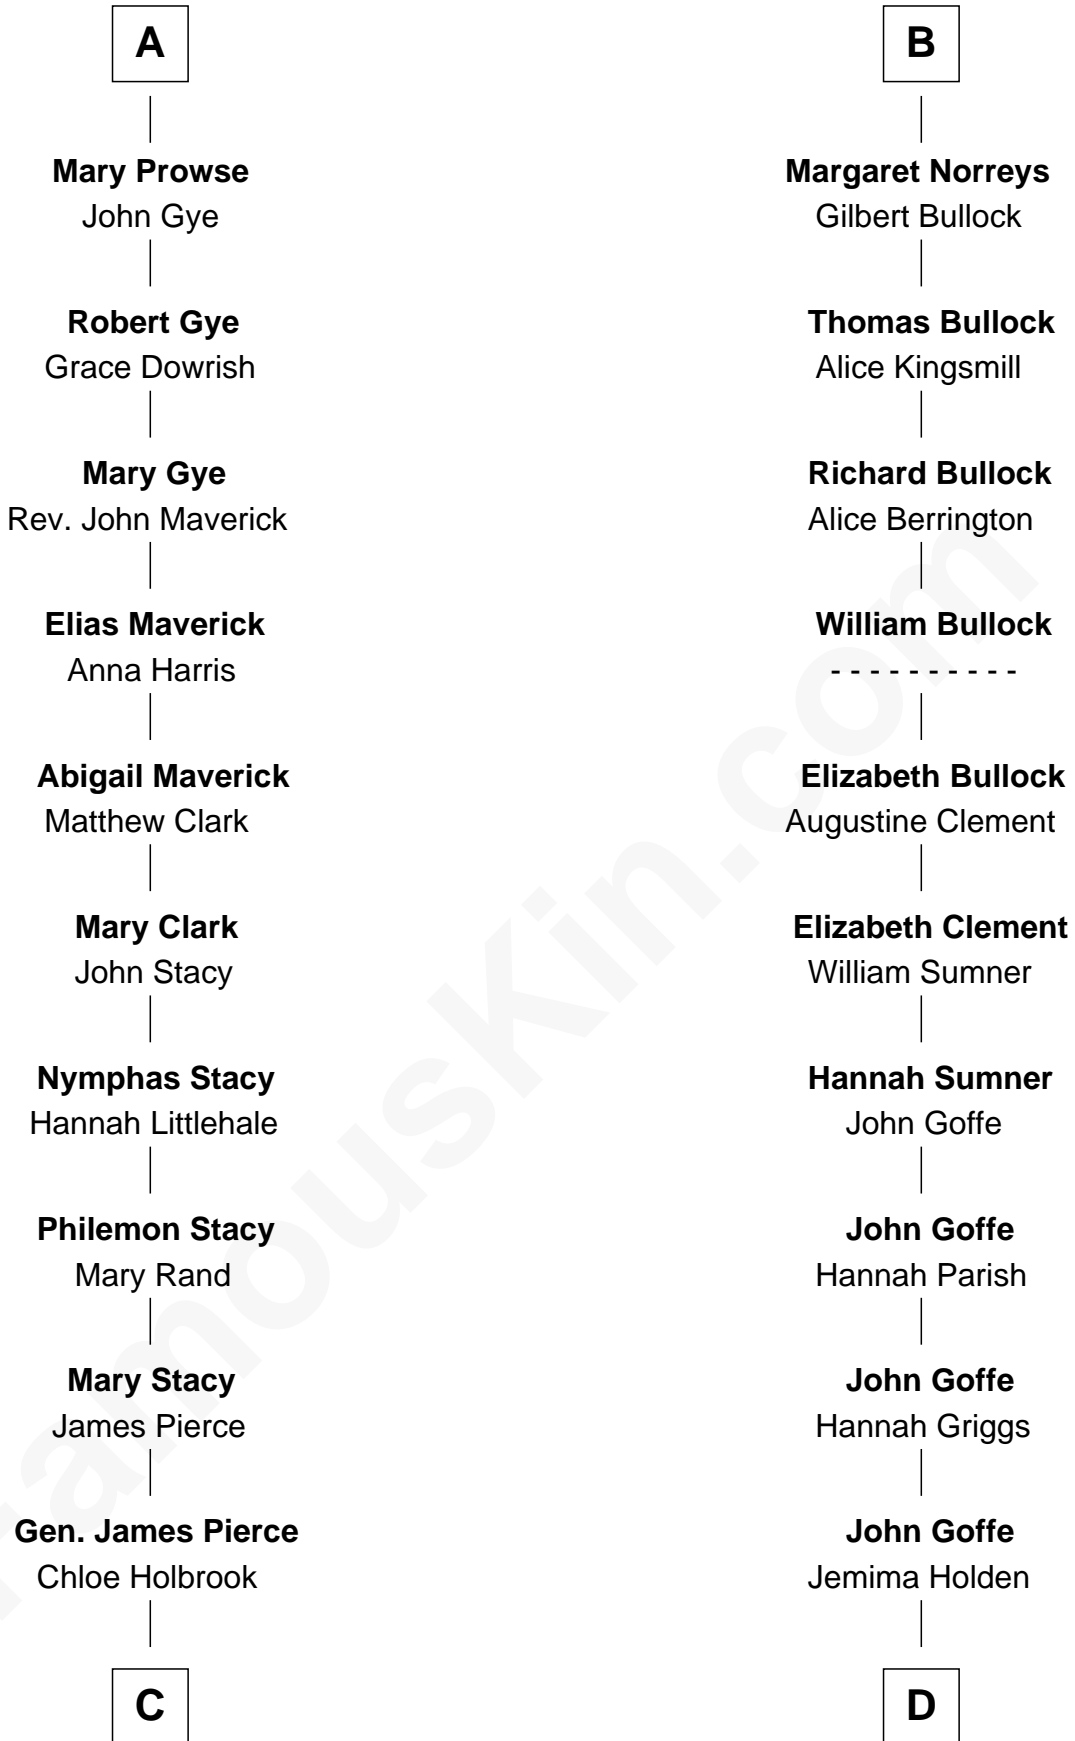 A
Mary Prowse
John Gye
Robert Gye
Grace Dowrish
Mary Gye
Rev. John Maverick
Elias Maverick
Anna Harris
Abigail Maverick
Matthew Clark
Mary Clark
John Stacy
Nymphas Stacy
Hannah Littlehale
Philemon Stacy
Mary Rand
Mary Stacy
James Pierce
Gen. James Pierce
Chloe Holbrook
C
B
Margaret Norreys
Gilbert Bullock
Thomas Bullock
Alice Kingsmill
Richard Bullock
Alice Berrington
William Bullock
- - - - - - - - - -
Elizabeth Bullock
Augustine Clement
Elizabeth Clement
William Sumner
Hannah Sumner
John Goffe
John Goffe
Hannah Parish
John Goffe
Hannah Griggs
John Goffe
Jemima Holden
D
FamousKin.com